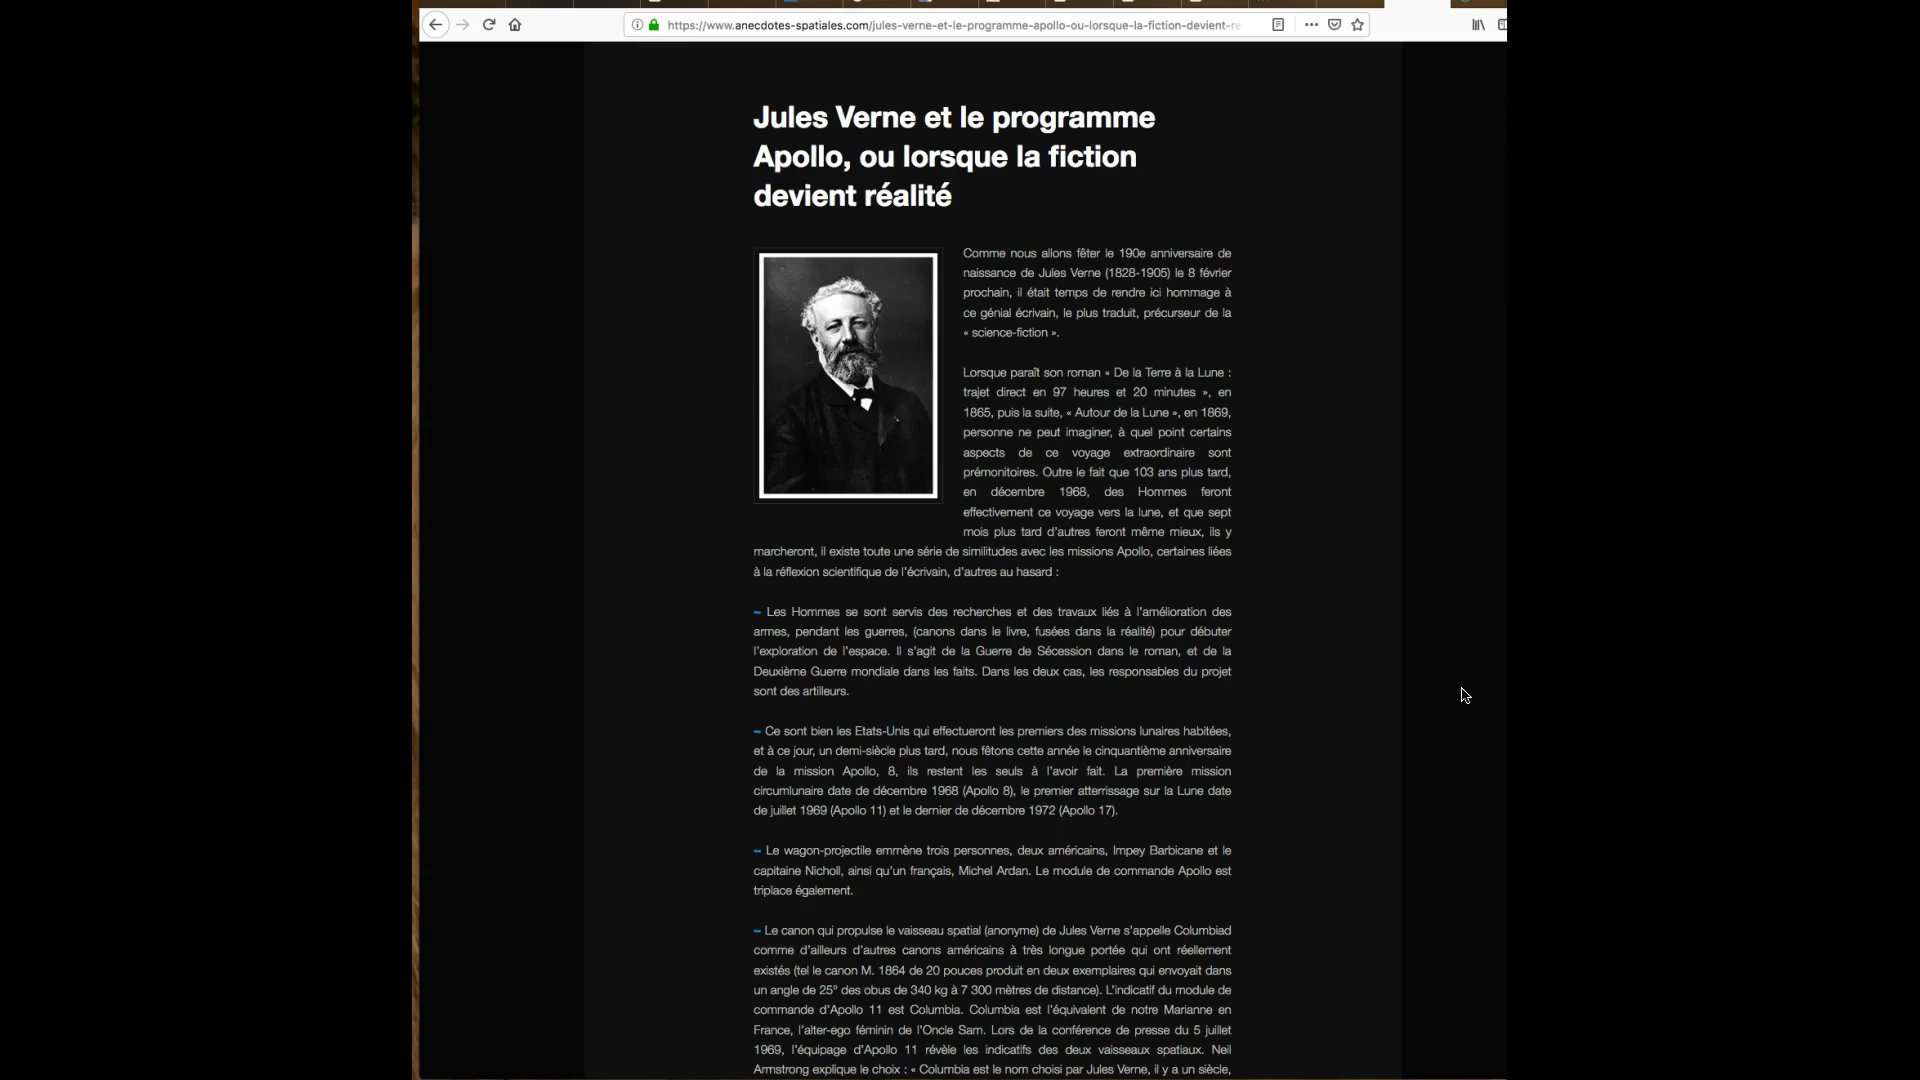 https://www.anecdotes-spatiales.com/jules-verne-et-le-programme-apollo-ou-lorsque-la-fiction-devient-re
Jules Verne et le programme
Apollo, ou lorsque la fiction
devient réalité
Comme nous allons fêter le 190e anniversaire de
naissance de Jules Verne (1828-1905) le 8 février
prochain, il était temps de rendre ici hommage à
ce génial écrivain, le plus traduit, précurseur de la
« science-fiction ».
Lorsque paraît son roman « De la Terre à la Lune :
trajet direct en 97 heures et 20 minutes », en
1865, puis la suite, « Autour de la Lune », en 1869,
personne ne peut imaginer, à quel point certains
aspects de ce voyage extraordinaire sont
prémonitoires. Outre le fait que 103 ans plus tard,
en décembre 1968, des Hommes feront
effectivement ce voyage vers la lune, et que sept
mois plus tard d'autres feront même mieux, ils y
marcheront, il existe toute une série de similitudes avec les missions Apollo, certaines liées
à la réflexion scientifique de l'écrivain, d'autres au hasard :
– Les Hommes se sont servis des recherches et des travaux liés à l'amélioration des
armes, pendant les guerres, (canons dans le livre, fusées dans la réalité) pour débuter
l'exploration de l'espace. Il s'agit de la Guerre de Sécession dans le roman, et de la
Deuxième Guerre mondiale dans les faits. Dans les deux cas, les responsables du projet
sont des artilleurs.
– Ce sont bien les Etats-Unis qui effectueront les premiers des missions lunaires habitées,
et à ce jour, un demi-siècle plus tard, nous fêtons cette année le cinquantième anniversaire
de la mission Apollo, 8, ils restent les seuls à l'avoir fait. La première mission
circumlunaire date de décembre 1968 (Apollo 8), le premier atterrissage sur la Lune date
de juillet 1969 (Apollo 11) et le dernier de décembre 1972 (Apollo 17).
– Le wagon-projectile emmène trois personnes, deux américains, Impey Barbicane et le
capitaine Nicholl, ainsi qu'un français, Michel Ardan. Le module de commande Apollo est
triplace également.
– Le canon qui propulse le vaisseau spatial (anonyme) de Jules Verne s'appelle Columbiad
comme d'ailleurs d'autres canons américains à très longue portée qui ont réellement
existés (tel le canon M. 1864 de 20 pouces produit en deux exemplaires qui envoyait dans
un angle de 25° des obus de 340 kg à 7 300 mètres de distance). L'indicatif du module de
commande d'Apollo 11 est Columbia. Columbia est l'équivalent de notre Marianne en
France, l'alter-ego féminin de l'Oncle Sam. Lors de la conférence de presse du 5 juillet
1969, l'équipage d'Apollo 11 révèle les indicatifs des deux vaisseaux spatiaux. Neil
Armstrong explique le choix : « Columbia est le nom choisi par Jules Verne, il y a un siècle,